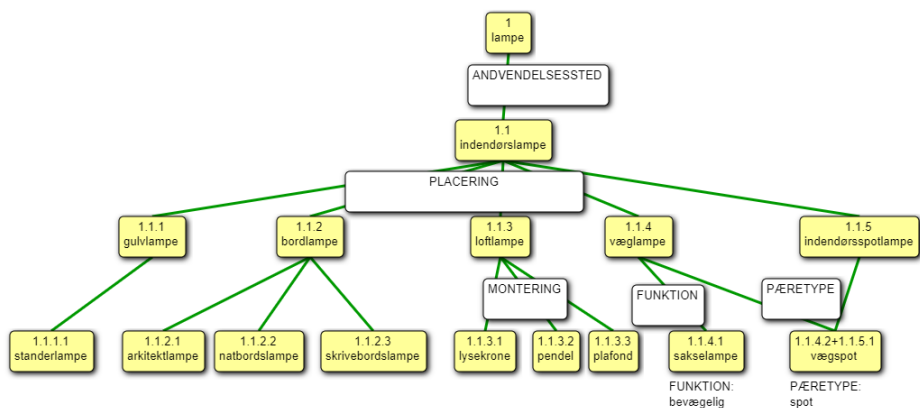 1
lampe
ANDVENDELSESSTED
1.1
indendørslampe
PLACERING
1.1.1
gulvlampe
1.1.2
bordlampe
1.1.3
loftlampe
1.1.4
væglampe
1.1.5
indendørsspotlampe
MONTERING
FUNKTION
PÆRETYPE
1.1.1.1
standerlampe
1.1.2.1
arkitektlampe
1.1.2.2
natbordslampe
1.1.2.3
skrivebordslampe
1.1.3.1
lysekrone
1.1.3.2
pendel
1.1.3.3
plafond
1.1.4.1
sakselampe
1.1.4.2+1.1.5.1
vægspot
FUNKTION:
bevægelig
PÆRETYPE:
spot